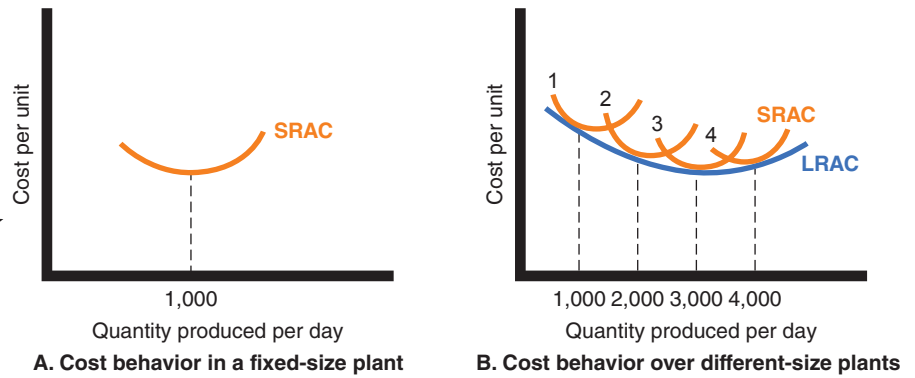 Cost per unit
SRAC
1,000
Quantity produced per day
A. Cost behavior in a fixed-size plant
Cost per unit
1
2
3
4
SRAC
LRAC
1,000 2,000 3,000 4,000
Quantity produced per day
B. Cost behavior over different-size plants